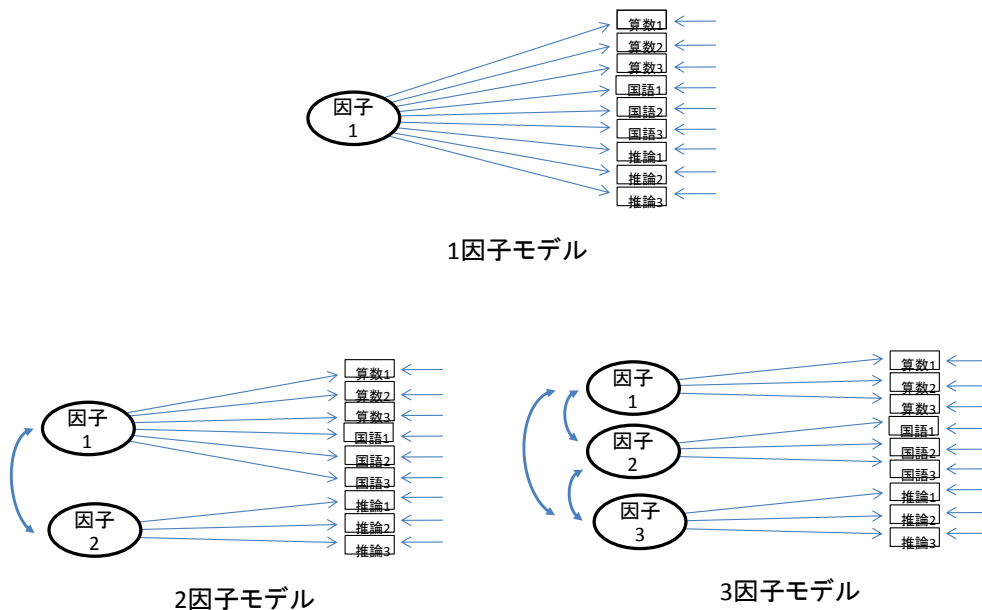 因子
1
算数1
算数2
算数3
国語1
国語2
国語3
推論1
推論2
推論3
1因子モデル
因子
1
因子
2
算数1
算数2
算数3
国語1
国語2
国語3
推論1
推論2
推論3
2因子モデル
因子
1
因子
2
因子
3
算数1
算数2
算数3
国語1
国語2
国語3
推論1
推論2
推論3
3因子モデル